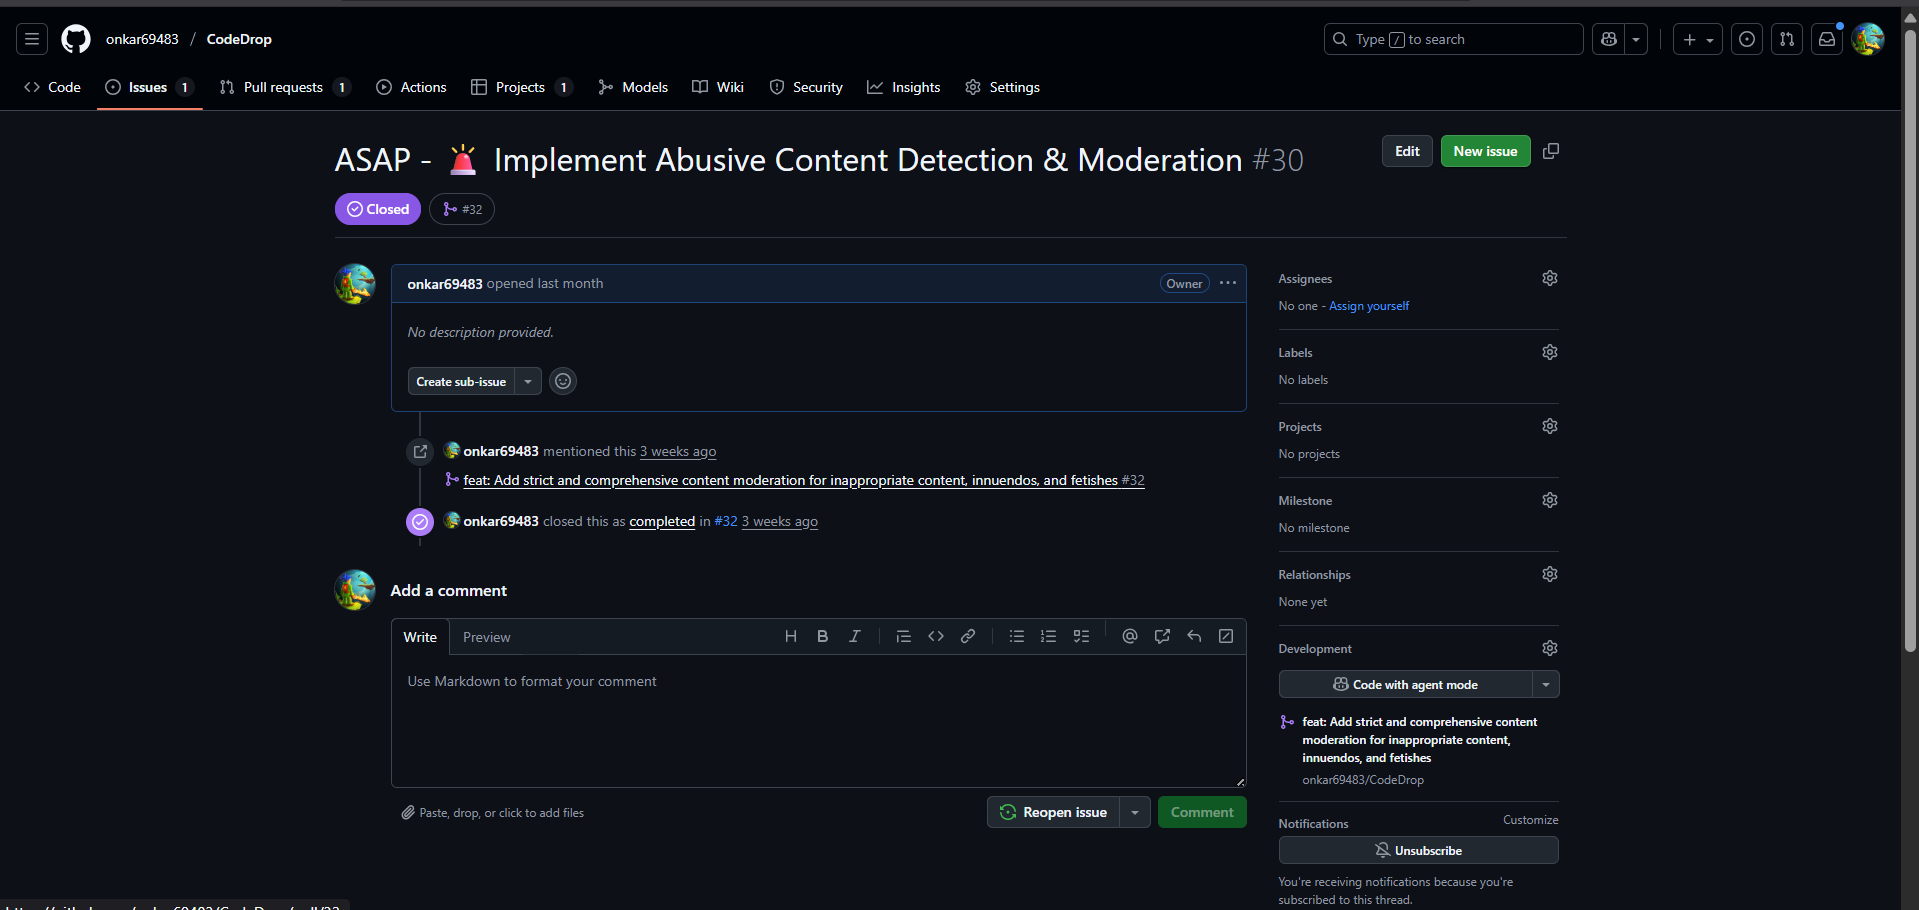 onkar69483 / CodeDrop
Type / to search
Code
Issues 1
Pull requests 1
Actions
Projects 1
Models
Wiki
Security
Insights
Settings
ASAP - 🚨 Implement Abusive Content Detection & Moderation #30
Edit
New issue
Closed
#32
onkar69483 opened last month
Owner
No description provided.
Create sub-issue
onkar69483 mentioned this 3 weeks ago
feat: Add strict and comprehensive content moderation for inappropriate content, innuendos, and fetishes #32
onkar69483 closed this as completed in #32 3 weeks ago
Add a comment
Write
Preview
Use Markdown to format your comment
Paste, drop, or click to add files
Reopen issue
Comment
Assignees
No one - Assign yourself
Labels
No labels
Projects
No projects
Milestone
No milestone
Relationships
None yet
Development
Code with agent mode
feat: Add strict and comprehensive content
moderation for inappropriate content,
innuendos, and fetishes
onkar69483/CodeDrop
Notifications
Customize
Unsubscribe
You're receiving notifications because you're
subscribed to this thread.